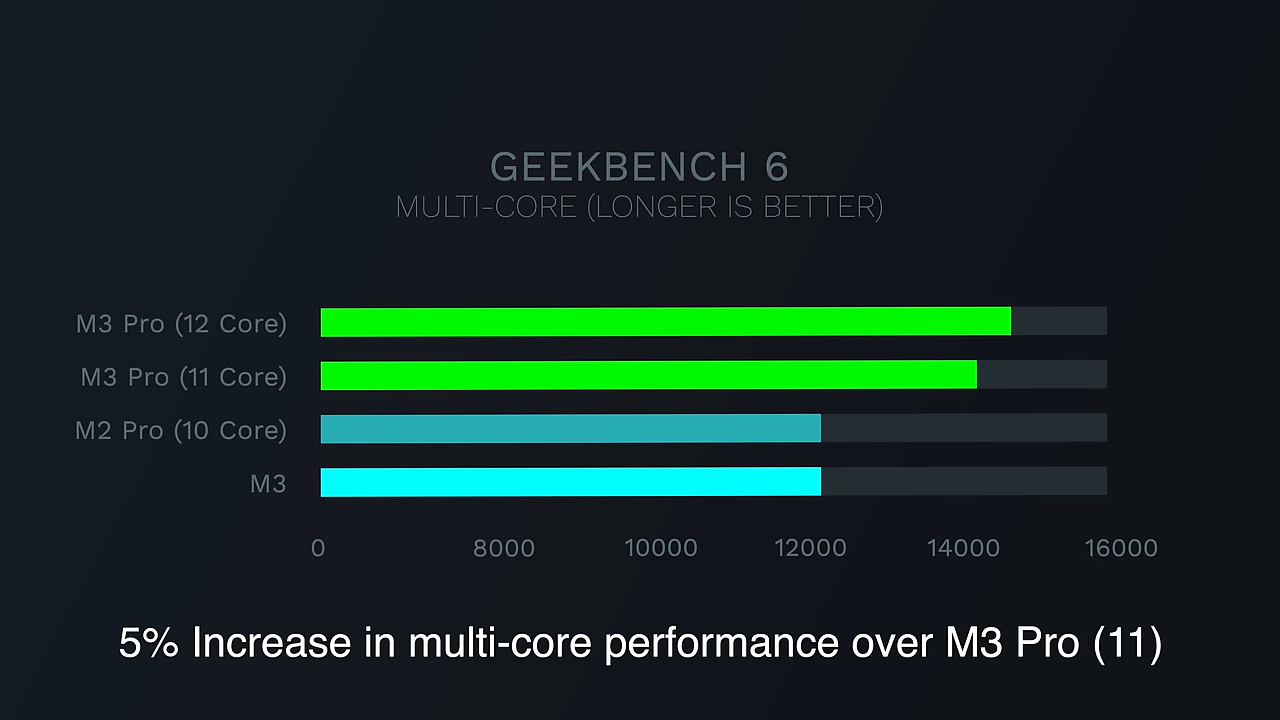 GEEKBENCH 6
MULTI-CORE (LONGER IS BETTER)
M3 Pro (12 Core)
M3 Pro (11 Core)
M2 Pro (10 Core)
M3
0 8000 10000 12000 14000 16000
5% Increase in multi-core performance over M3 Pro (11)